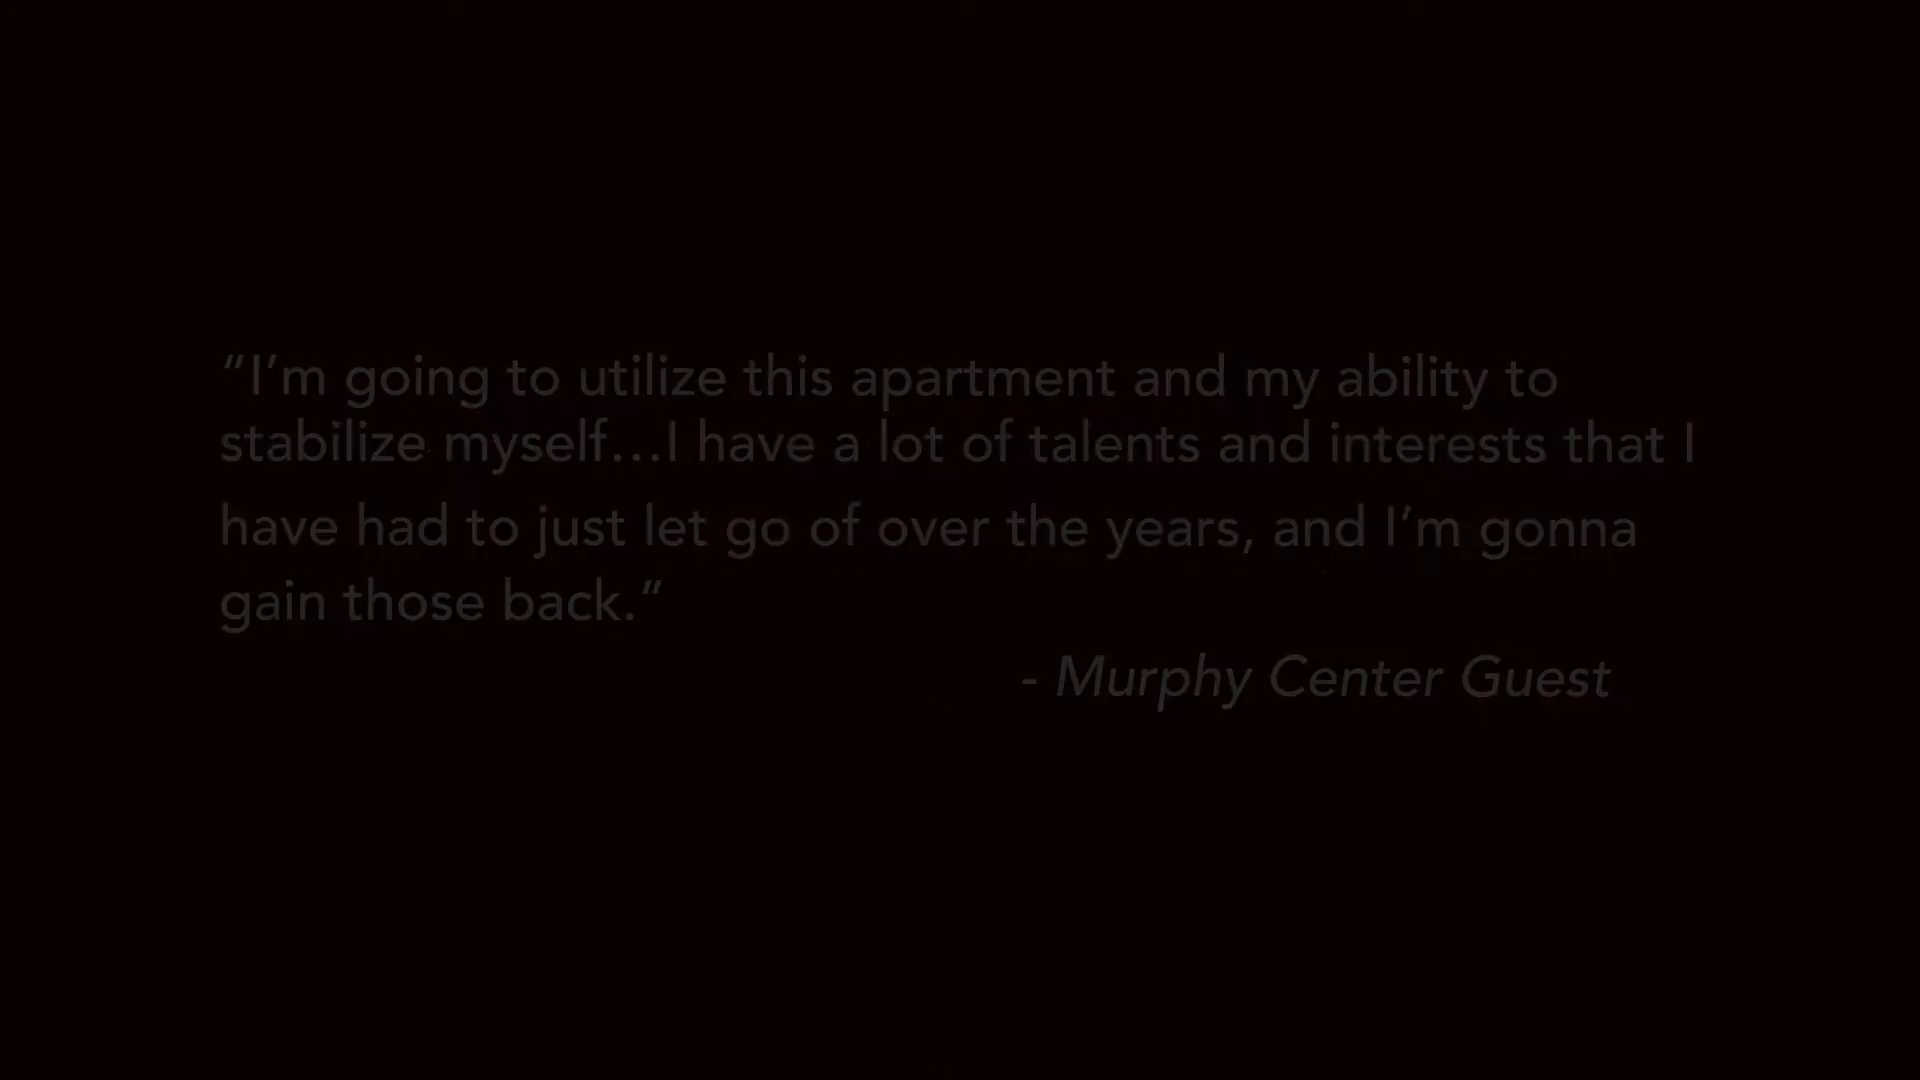 “I’m going to utilize this apartment and my ability to
stabilize myself…I have a lot of talents and interests that I
have had to just let go of over the years, and I’m gonna
gain those back.”
- Murphy Center Guest